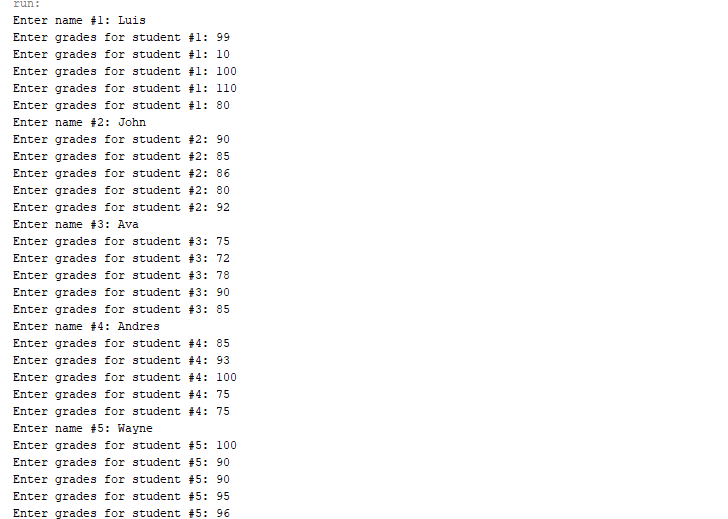 run:
Enter name #1: Luis
Enter grades for student #1: 99
Enter grades for student #1: 10
Enter grades for student #1: 100
Enter grades for student #1: 110
Enter grades for student #1: 80
Enter name #2: John
Enter grades for student #2: 90
Enter grades for student #2: 85
Enter grades for student #2: 86
Enter grades for student #2: 80
Enter grades for student #2: 92
Enter name #3: Ava
Enter grades for student #3: 75
Enter grades for student #3: 72
Enter grades for student #3: 78
Enter grades for student #3: 90
Enter grades for student #3: 85
Enter name #4: Andres
Enter grades for student #4: 85
Enter grades for student #4: 93
Enter grades for student #4: 100
Enter grades for student #4: 75
Enter grades for student #4: 75
Enter name #5: Wayne
Enter grades for student #5: 100
Enter grades for student #5: 90
Enter grades for student #5: 90
Enter grades for student #5: 95
Enter grades for student #5: 96